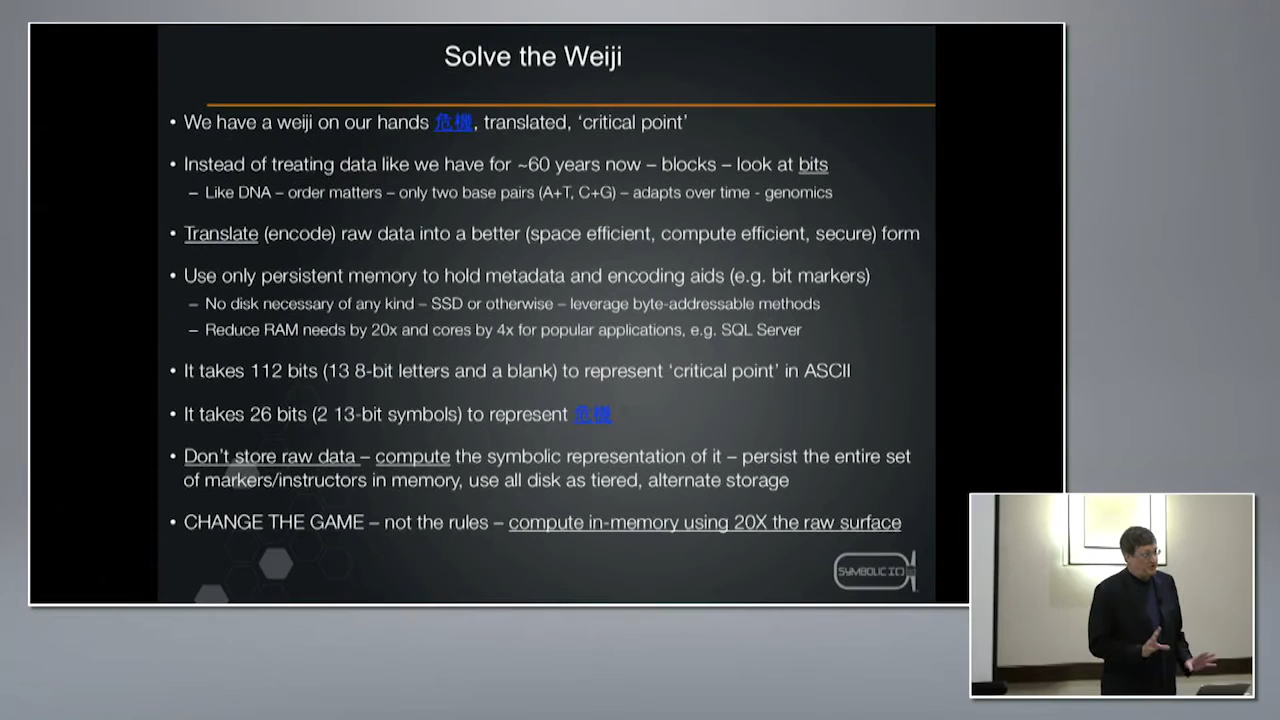 Solve the Weiji
• We have a weiji on our hands 危機, translated, ‘critical point’
• Instead of treating data like we have for ~60 years now – blocks – look at bits
– Like DNA – order matters – only two base pairs (A+T, C+G) – adapts over time - genomics
• Translate (encode) raw data into a better (space efficient, compute efficient, secure) form
• Use only persistent memory to hold metadata and encoding aids (e.g. bit markers)
– No disk necessary of any kind – SSD or otherwise – leverage byte-addressable methods
– Reduce RAM needs by 20x and cores by 4x for popular applications, e.g. SQL Server
• It takes 112 bits (13 8-bit letters and a blank) to represent ‘critical point’ in ASCII
• It takes 26 bits (2 13-bit symbols) to represent 危機
• Don’t store raw data – compute the symbolic representation of it – persist the entire set
of markers/instructors in memory, use all disk as tiered, alternate storage
• CHANGE THE GAME – not the rules – compute in-memory using 20X the raw surface
SYMBOLIC IO